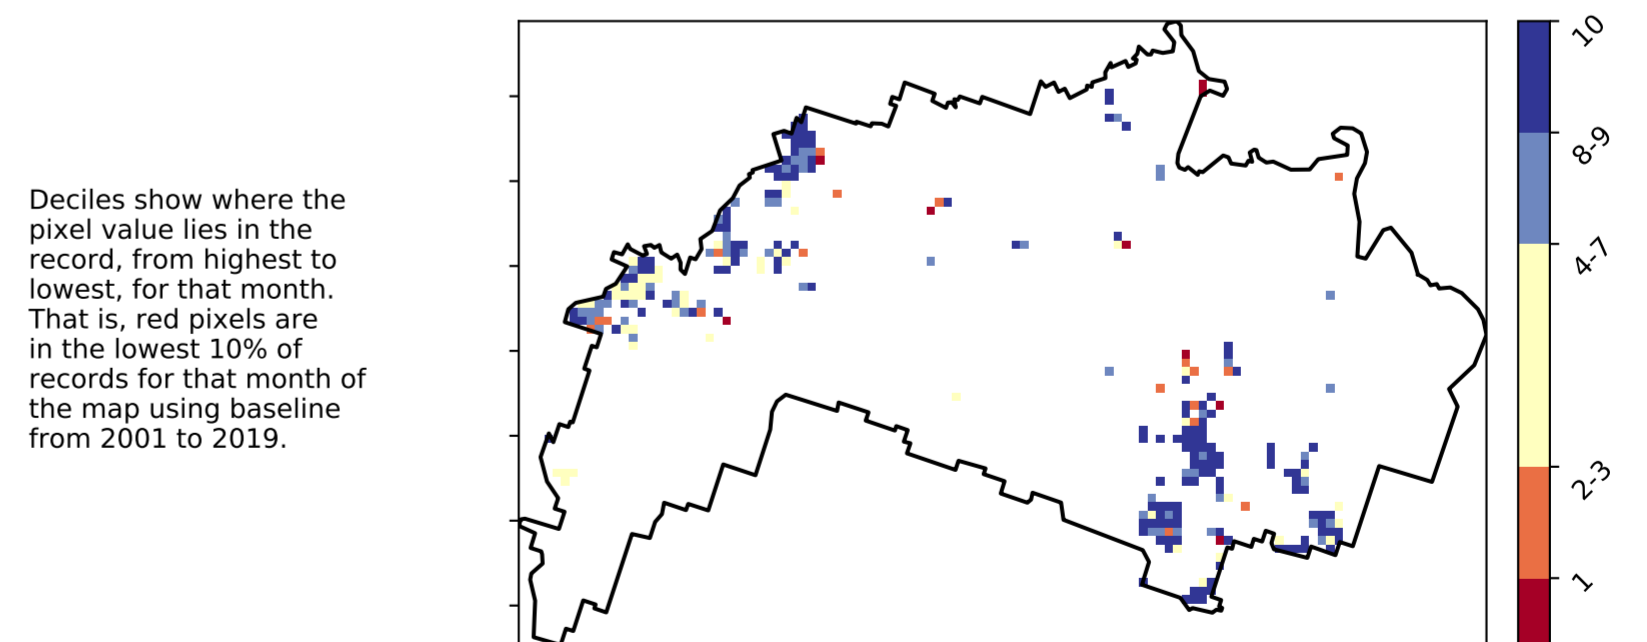 Deciles show where the
pixel value lies in the
record, from highest to
lowest, for that month.
That is, red pixels are
in the lowest 10% of
records for that month of
the map using baseline
from 2001 to 2019.
10
8-9
4-7
2-3
1